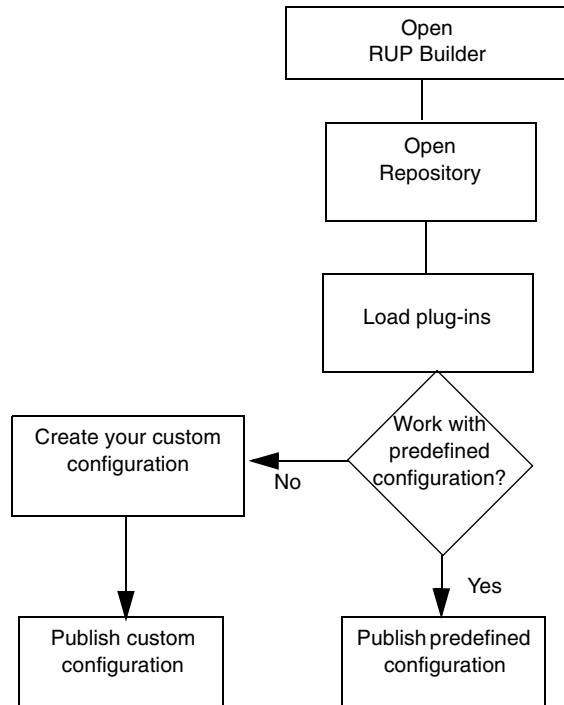 Open
RUP Builder
Open
Repository
Load plug-ins
Work with
predefined
configuration?
No
Create your custom
configuration
Yes
Publish custom
configuration
Publish predefined
configuration